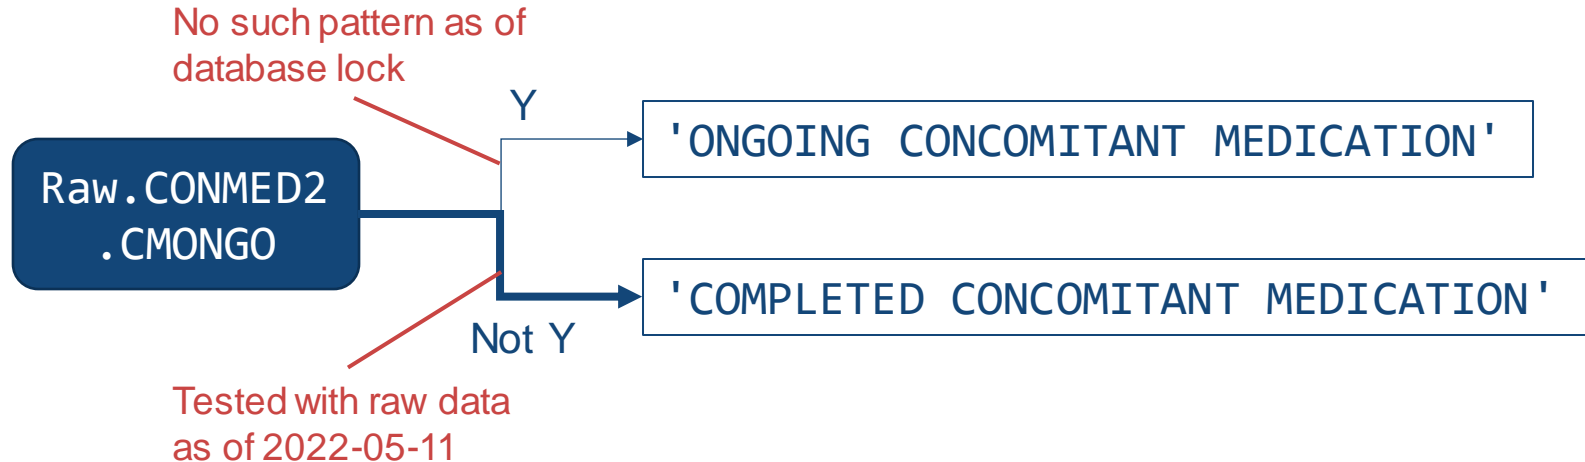 No such pattern as of
database lock
Y
'ONGOING CONCOMITANT MEDICATION'
Raw.CONMED2
.CMONGO
'COMPLETED CONCOMITANT MEDICATION'
Not Y
Tested with raw data
as of 2022-05-11